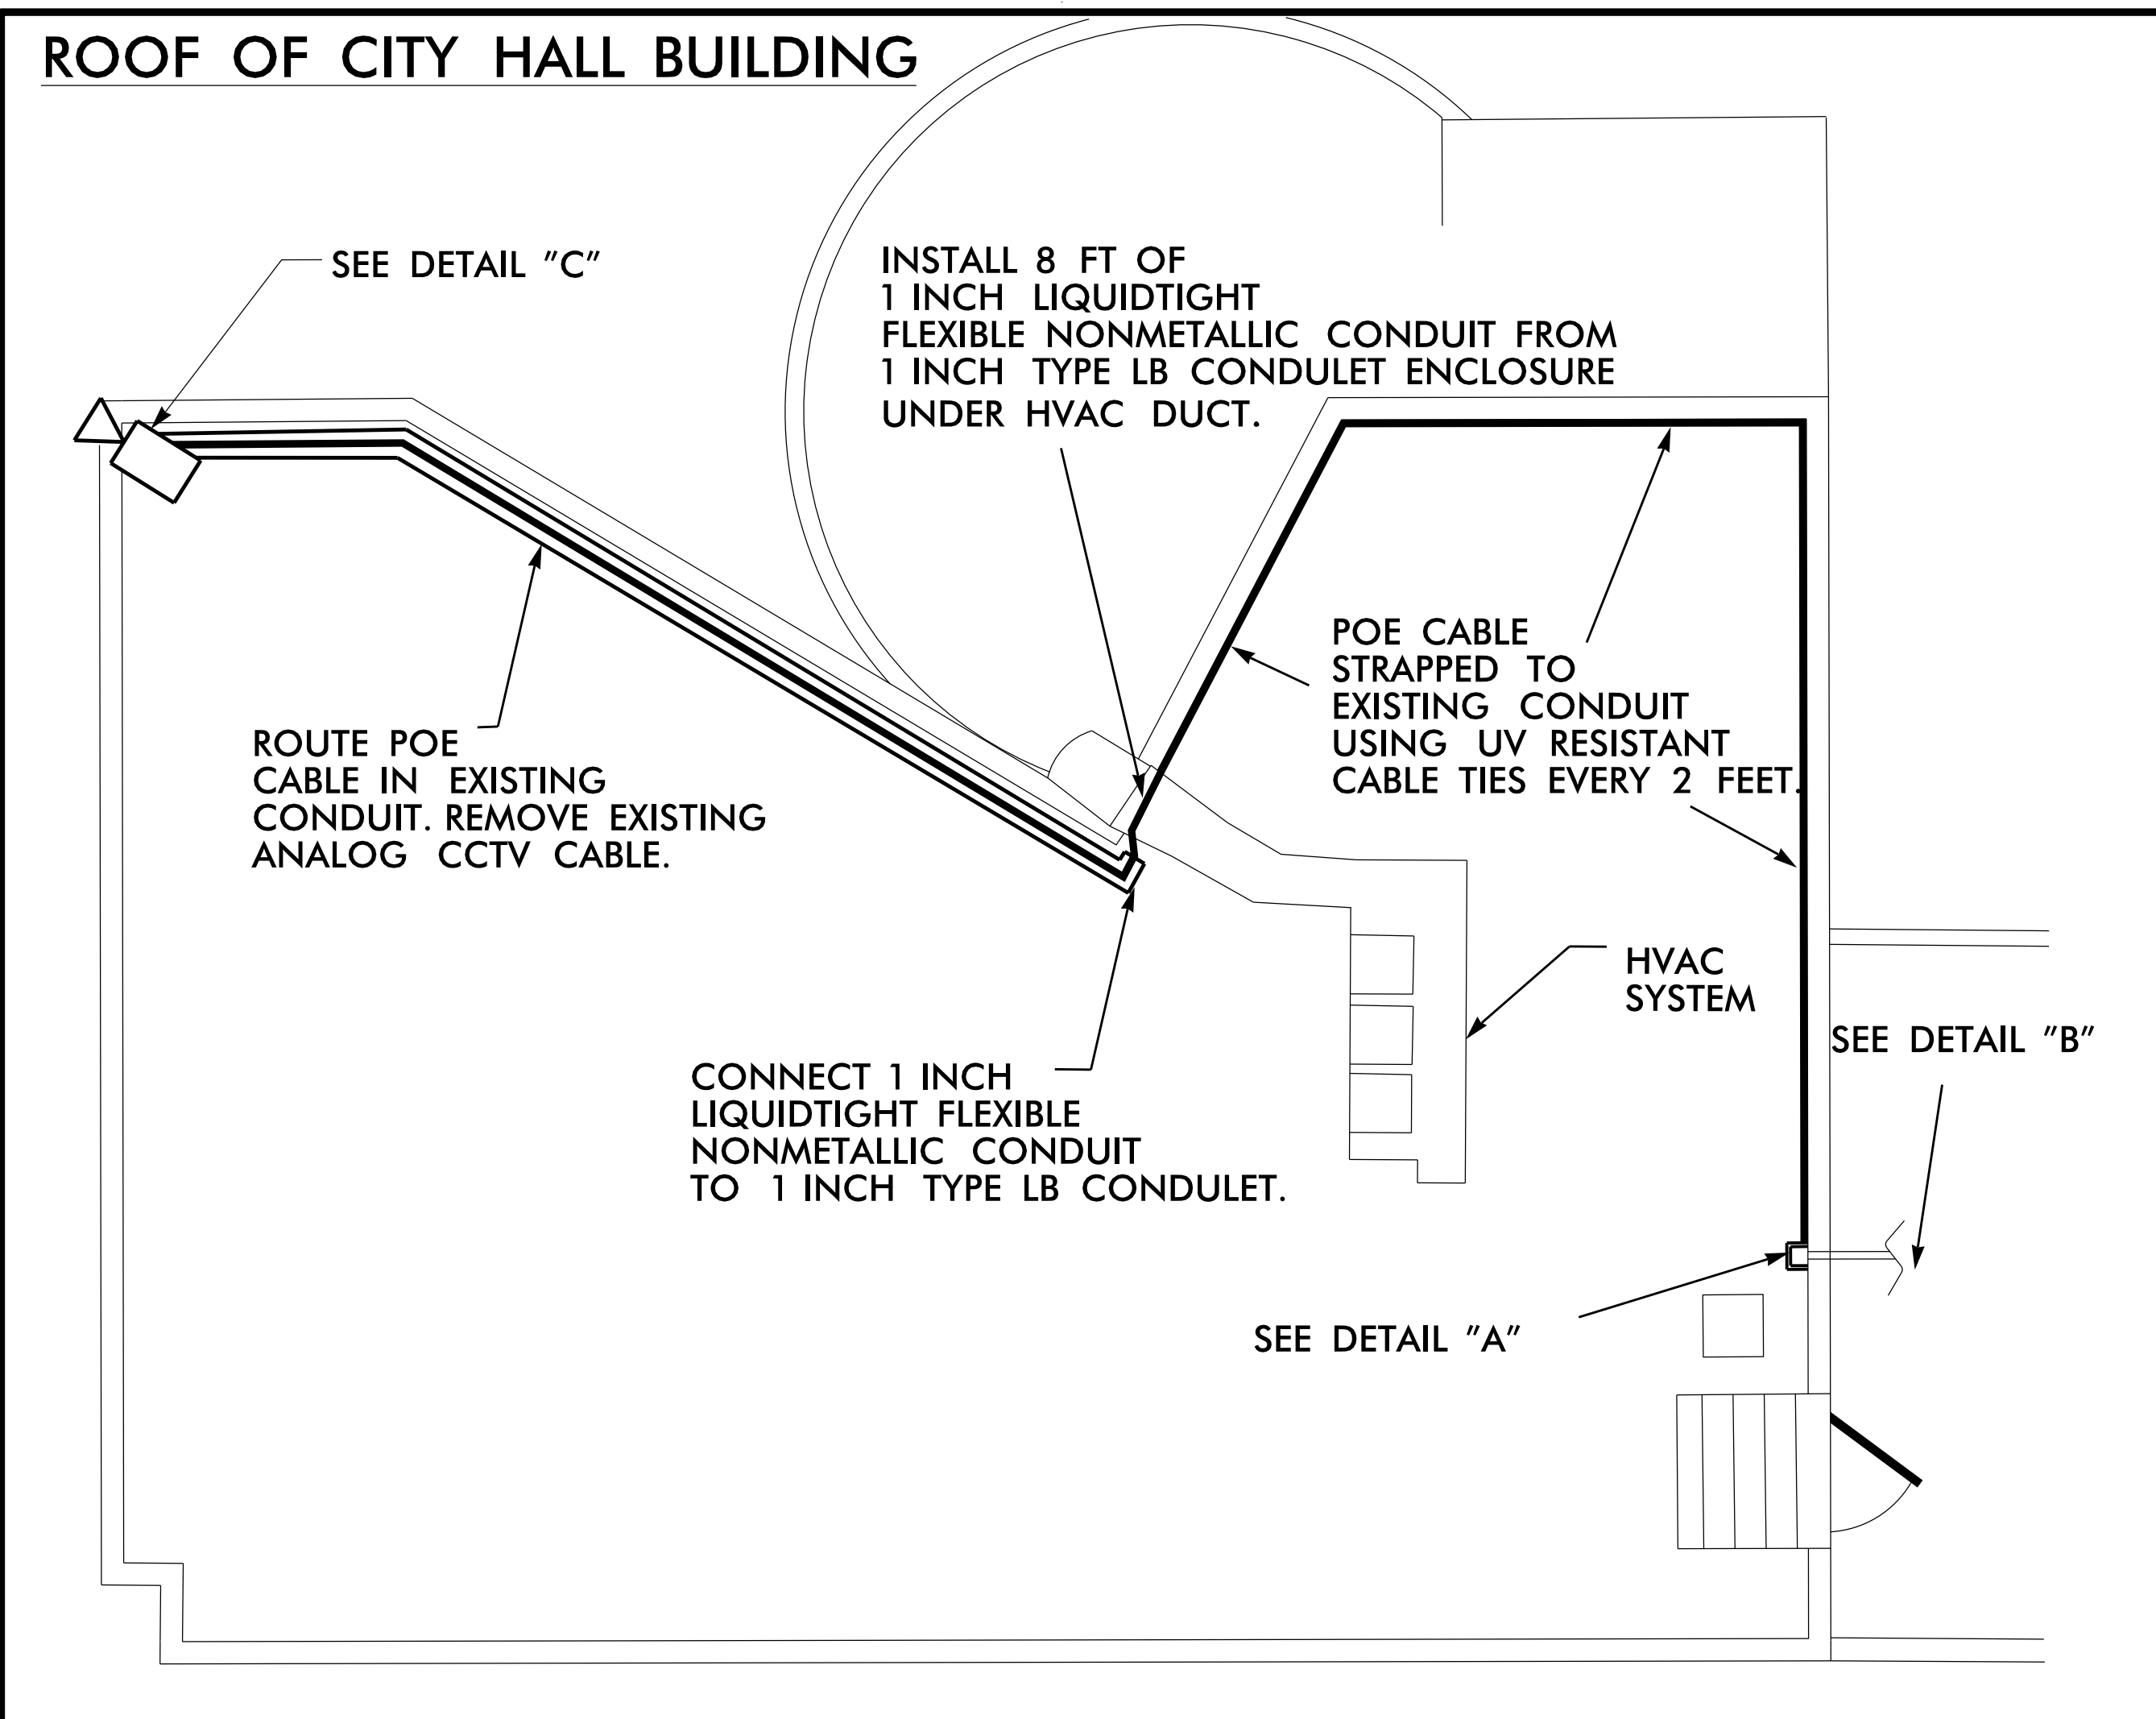 ROOF OF CITY HALL BUILDING
SEE DETAIL "C"
INSTALL 8 FT OF
1 INCH LIQUIDTIGHT
FLEXIBLE NONMETALLIC CONDUIT FROM
1 INCH TYPE LB CONDULET ENCLOSURE
UNDER HVAC DUCT.
POE CABLE
STRAPPED TO
EXISTING CONDUIT
USING UV RESISTANT
CABLE TIES EVERY 2 FEET.
ROUTE POE
CABLE IN EXISTING
CONDUIT. REMOVE EXISTING
ANALOG CCTV CABLE.
HVAC
SYSTEM
SEE DETAIL "B"
CONNECT 1 INCH
LIQUIDTIGHT FLEXIBLE
NONMETALLIC CONDUIT
TO 1 INCH TYPE LB CONDULET.
SEE DETAIL "A"